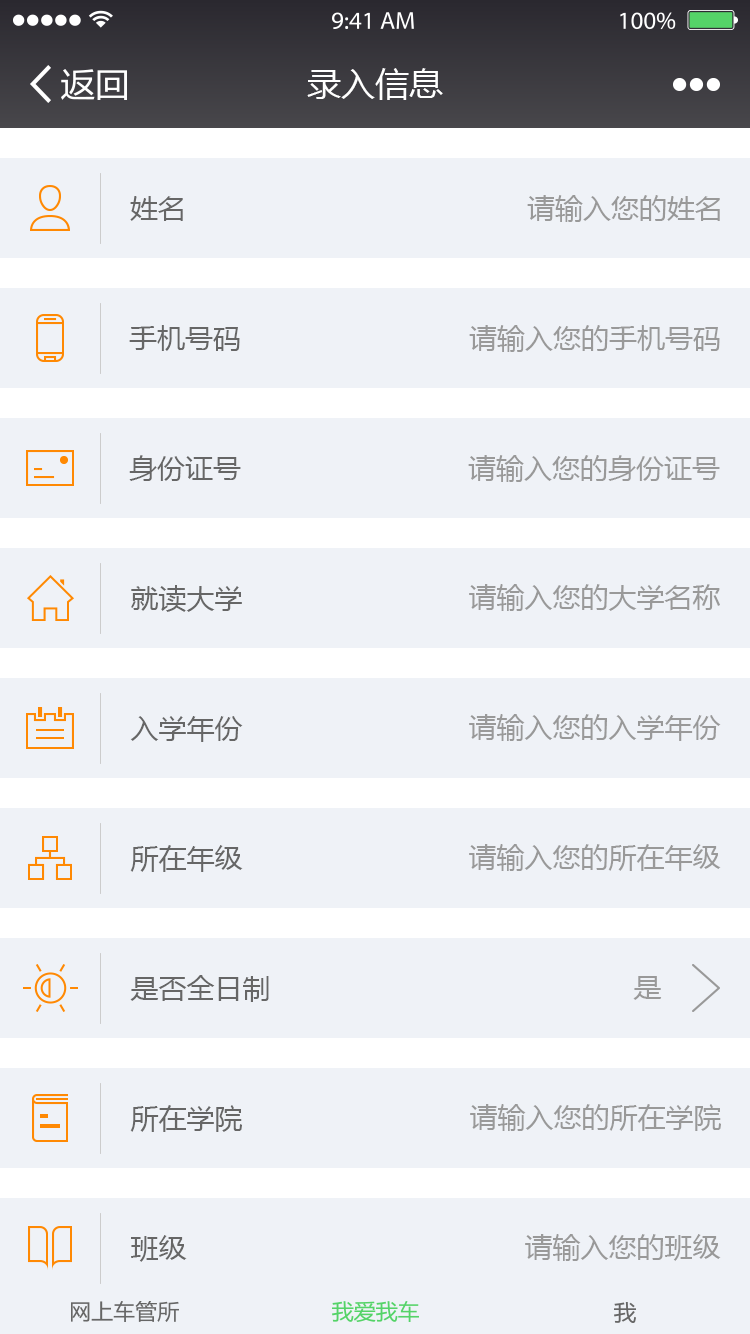 9:41 AM 100%
返回 录入信息
姓名 请输入您的姓名
手机号码 请输入您的手机号码
身份证号 请输入您的身份证号
就读大学 请输入您的大学名称
入学年份 请输入您的入学年份
所在年级 请输入您的所在年级
是否全日制 是
所在学院 请输入您的所在学院
班级 请输入您的班级
网上车管所 我爱我车 我